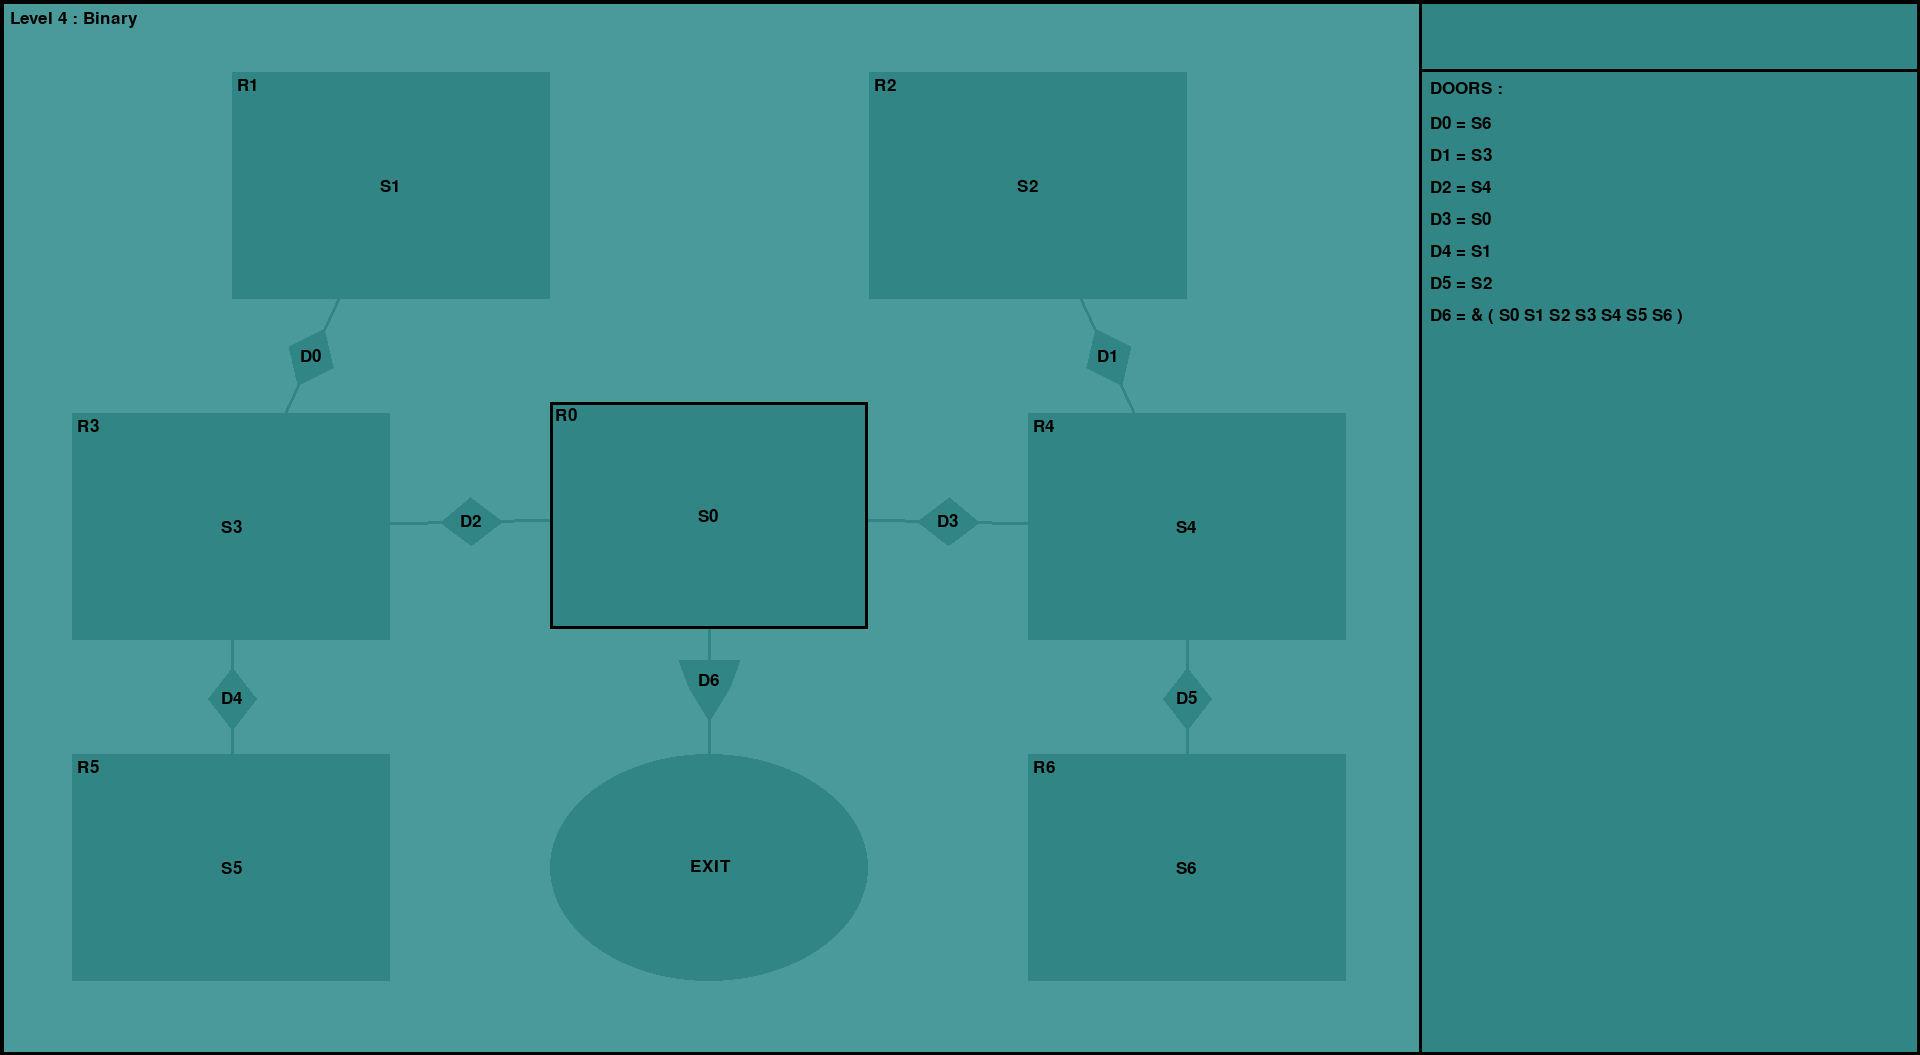 Level 4 : Binary
R1
S1
R2
S2
D0
D1
R3
S3
D2
R0
S0
D3
R4
S4
D4
D6
D5
R5
S5
EXIT
R6
S6
DOORS :
D0 = S6
D1 = S3
D2 = S4
D3 = S0
D4 = S1
D5 = S2
D6 = & ( S0 S1 S2 S3 S4 S5 S6 )